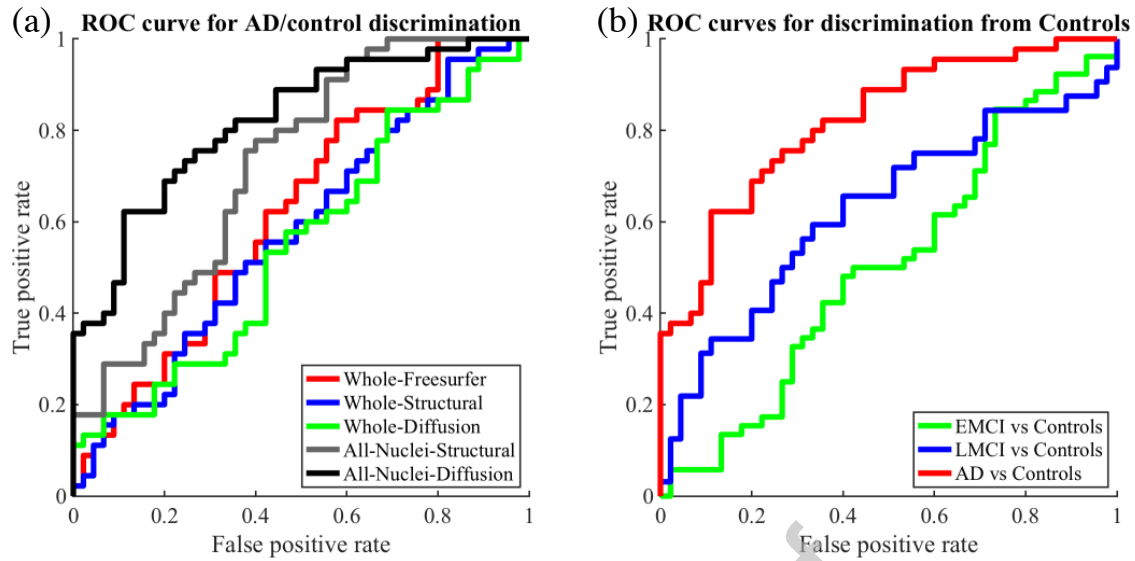 (a) ROC curve for AD/control discrimination
1
0.8
0.6
0.4
0.2
0
True positive rate
Whole-Freesurfer
Whole-Structural
Whole-Diffusion
All-Nuclei-Structural
All-Nuclei-Diffusion
0 0.2 0.4 0.6 0.8 1
False positive rate
(b) ROC curves for discrimination from Controls
1
0.8
0.6
0.4
0.2
0
True positive rate
EMCI vs Controls
LMCI vs Controls
AD vs Controls
0 0.2 0.4 0.6 0.8 1
False positive rate